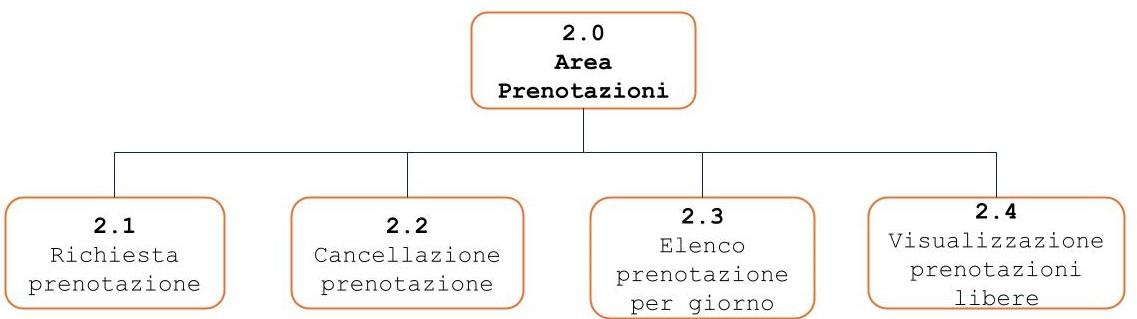 2.0
Area
Prenotazioni
2.1
Richiesta
prenotazione
2.2
Cancellazione
prenotazione
2.3
Elenco
prenotazione
per giorno
2.4
Visualizzazione
prenotazioni
libere